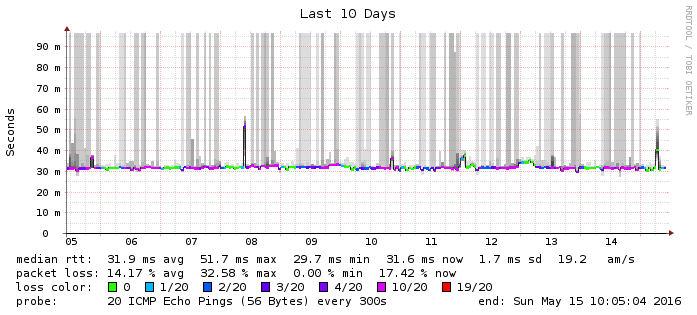 Last 10 Days
RRDTOOL / TOBI OETIKER
Seconds
90 m
80 m
70 m
60 m
50 m
40 m
30 m
20 m
10 m
0
05 06 07 08 09 10 11 12 13 14
median rtt: 31.9 ms avg 51.7 ms max 29.7 ms min 31.6 ms now 1.7 ms sd 19.2 am/s
packet loss: 14.17 % avg 32.58 % max 0.00 % min 17.42 % now
loss color: 0 1/20 2/20 3/20 4/20 10/20 19/20
probe: 20 ICMP Echo Pings (56 Bytes) every 300s end: Sun May 15 10:05:04 2016